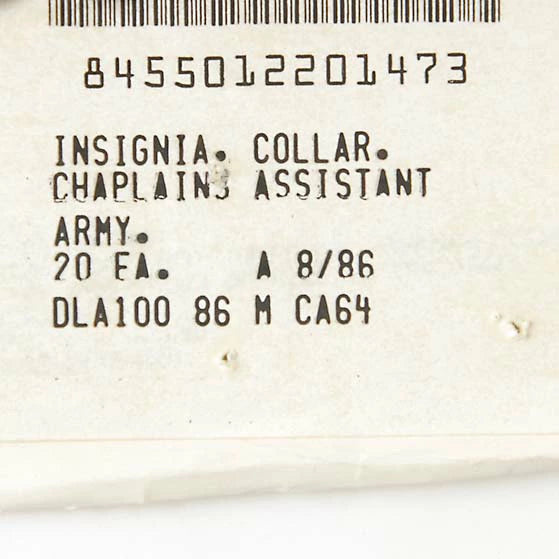 8455012201473
INSIGNIA. COLLAR.
CHAPLAINS ASSISTANT
ARMY.
20 EA. A 8/86
DLA100 86 M CA64